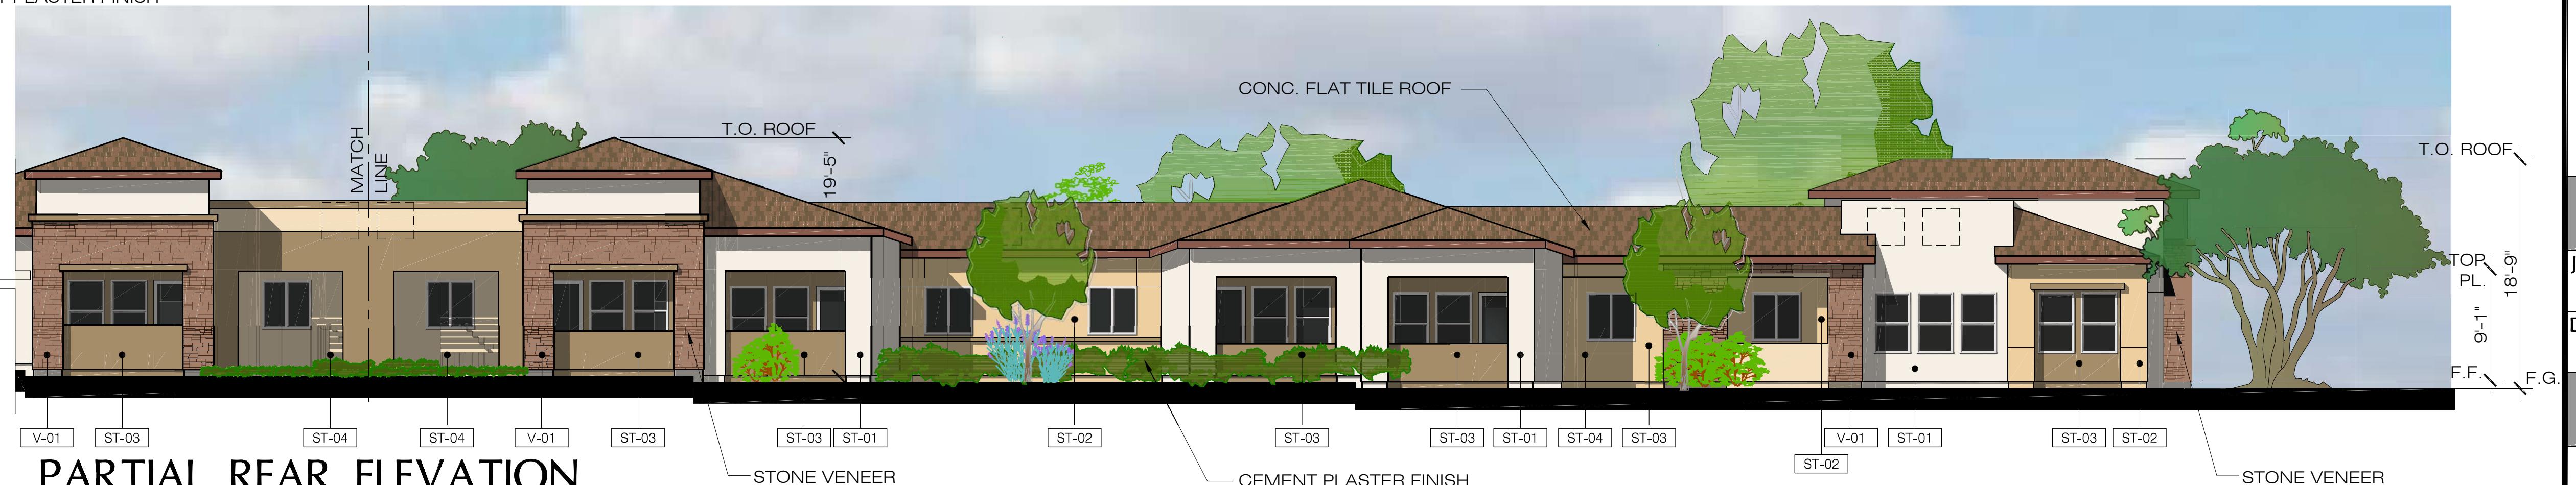 PLASTER FINISH
CONC. FLAT TILE ROOF
T.O. ROOF
MATCH
LINE
19'-5"
T.O. ROOF
TOP
PL.
18'-9"
9'-1"
F.F.
F.G.
V-01
ST-03
ST-04
ST-04
V-01
ST-03
ST-03
ST-01
ST-02
ST-03
ST-03
ST-01
ST-04
ST-03
ST-02
V-01
ST-01
ST-03
ST-02
STONE VENEER
CEMENT PLASTER FINISH
STONE VENEER
PARTIAL REAR ELEVATION